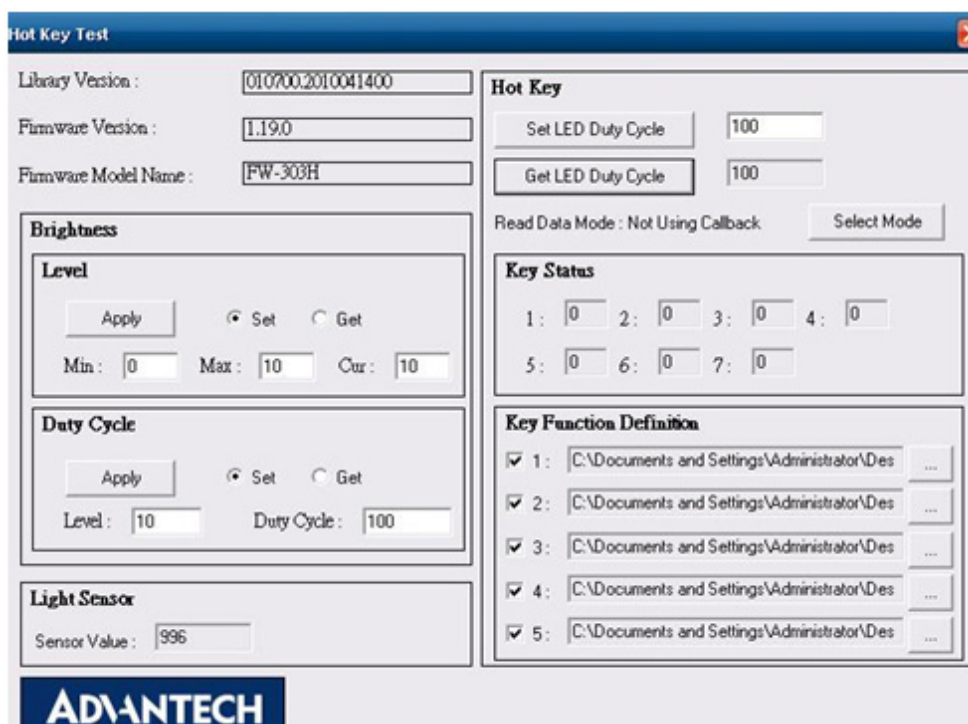 Hot Key Test
Library Version : 010700.2010041400
Firmware Version : 1.19.0
Firmware Model Name : FW-303H
Brightness
Level
Apply Set Get
Min : 0 Max : 10 Cur : 10
Duty Cycle
Apply Set Get
Level : 10 Duty Cycle : 100
Light Sensor
Sensor Value : 996
ADVANTECH
Hot Key
Set LED Duty Cycle 100
Get LED Duty Cycle 100
Read Data Mode : Not Using Callback Select Mode
Key Status
1 : 0 2 : 0 3 : 0 4 : 0
5 : 0 6 : 0 7 : 0
Key Function Definition
1 : C:\Documents and Settings\Administrator\Des ...
2 : C:\Documents and Settings\Administrator\Des ...
3 : C:\Documents and Settings\Administrator\Des ...
4 : C:\Documents and Settings\Administrator\Des ...
5 : C:\Documents and Settings\Administrator\Des ...